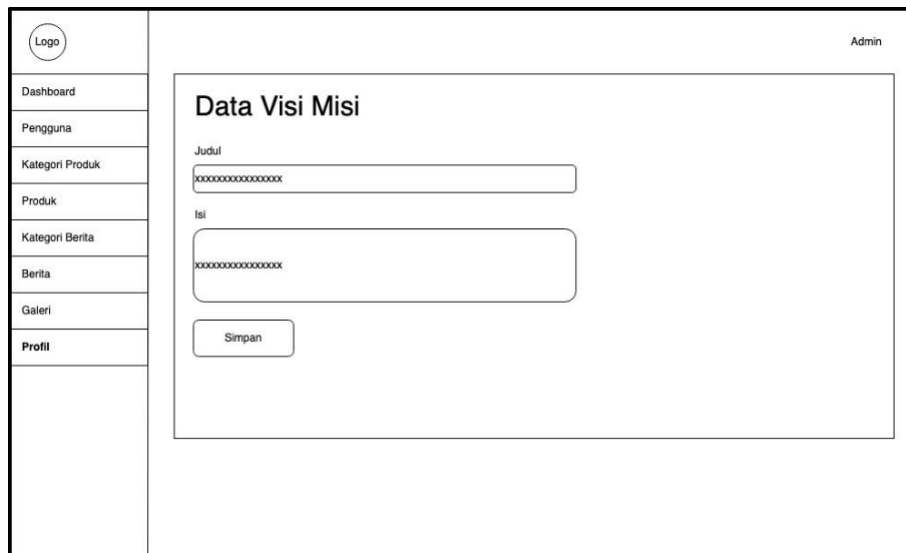 Logo
Admin
Dashboard
Pengguna
Kategori Produk
Produk
Kategori Berita
Berita
Galeri
Profil
Data Visi Misi
Judul
xxxxxxxxxxxxxxxx
Isi
xxxxxxxxxxxxxxxx
Simpan